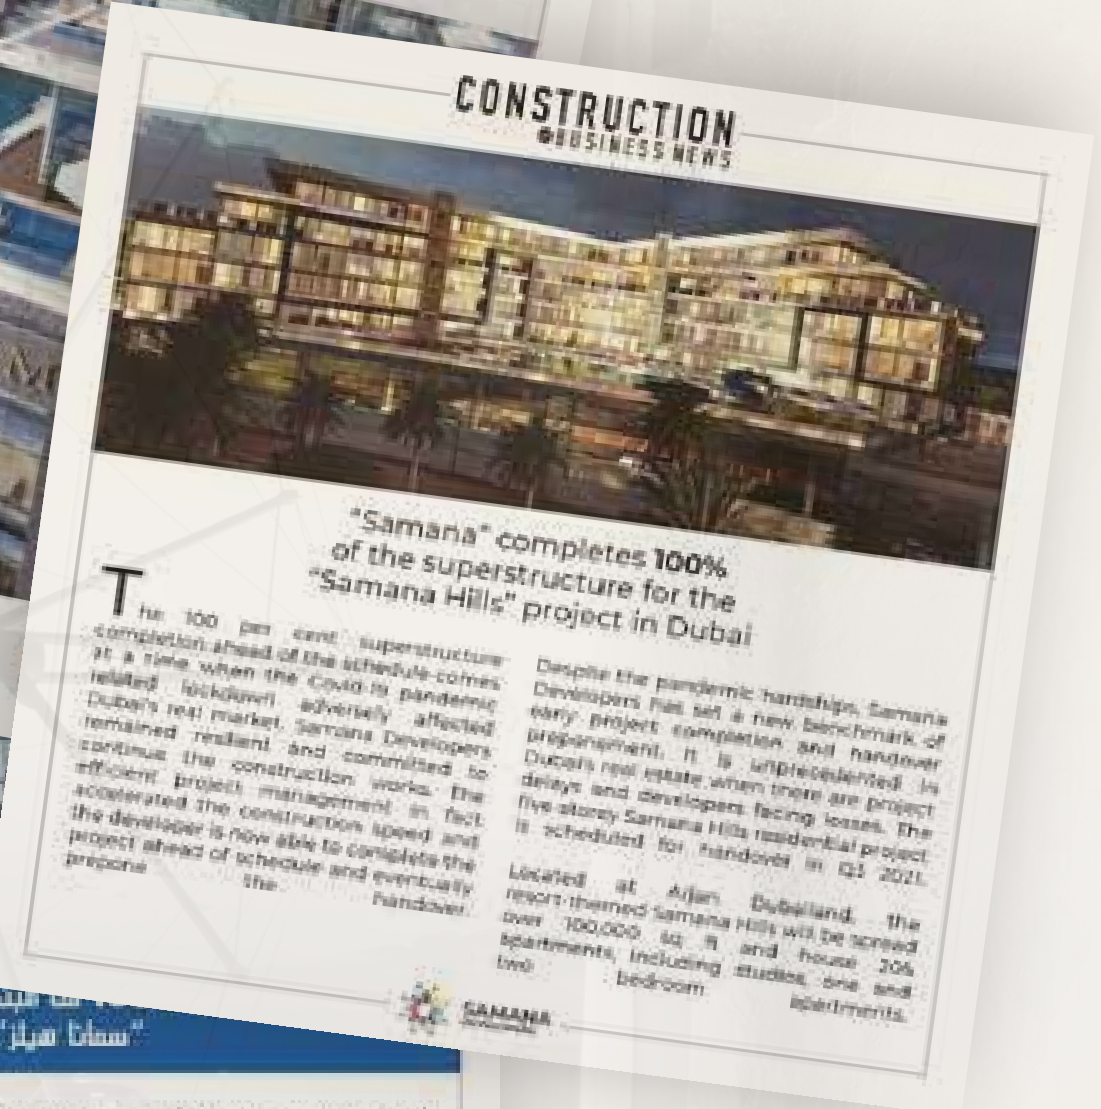 CONSTRUCTION
BUSINESS NEWS
"Samana" completes 100%
of the superstructure for the
"Samana Hills" project in Dubai
The 100 per cent superstructure
completion ahead of the schedule comes
at a time when the Covid-19 pandemic
related lockdown adversely affected
Dubai's real market. Samana Developers
remained resilient and committed to
continue the construction works. The
efficient project management in fact
accelerated the construction speed and
the developer is now able to complete the
project ahead of schedule and eventually
prepone the handover.
Despite the pandemic hardships, Samana
Developers has set a new benchmark of
early project completion and handover
preponement. It is unprecedented in
Dubai's real estate when there are project
delays and developers facing losses. The
five-storey Samana Hills residential project
is scheduled for handover in Q1 2021.
Located at Arjan, Dubailand, the
resort-themed Samana Hills will be spread
over 100,000 sq ft and house
apartments, including studios, one and
two bedroom apartments.
SAMANA
"سمانا هيلز"